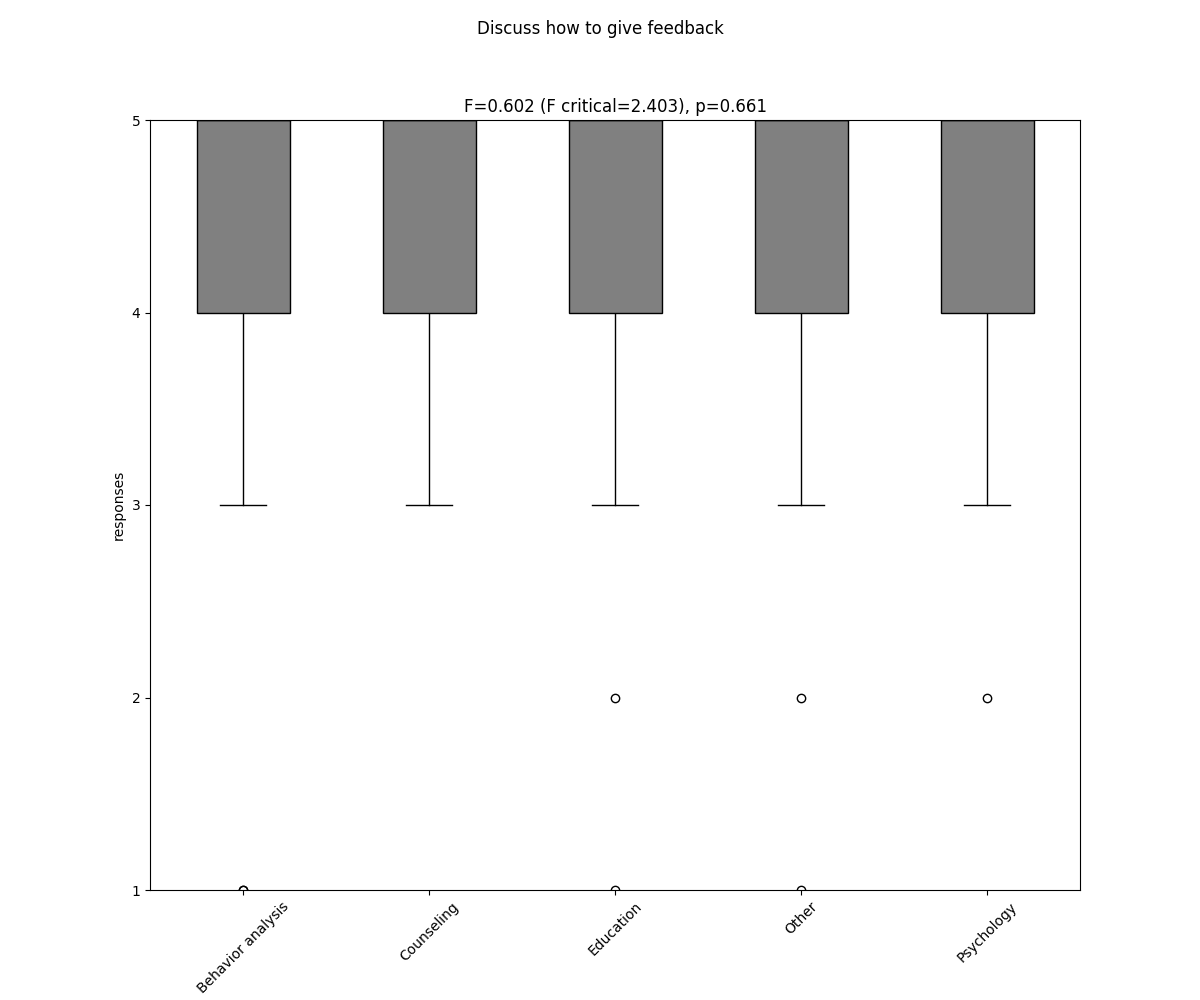 Discuss how to give feedback
F=0.602 (F critical=2.403), p=0.661
5
4
3
2
1
responses
Behavior analysis
Counseling
Education
Other
Psychology